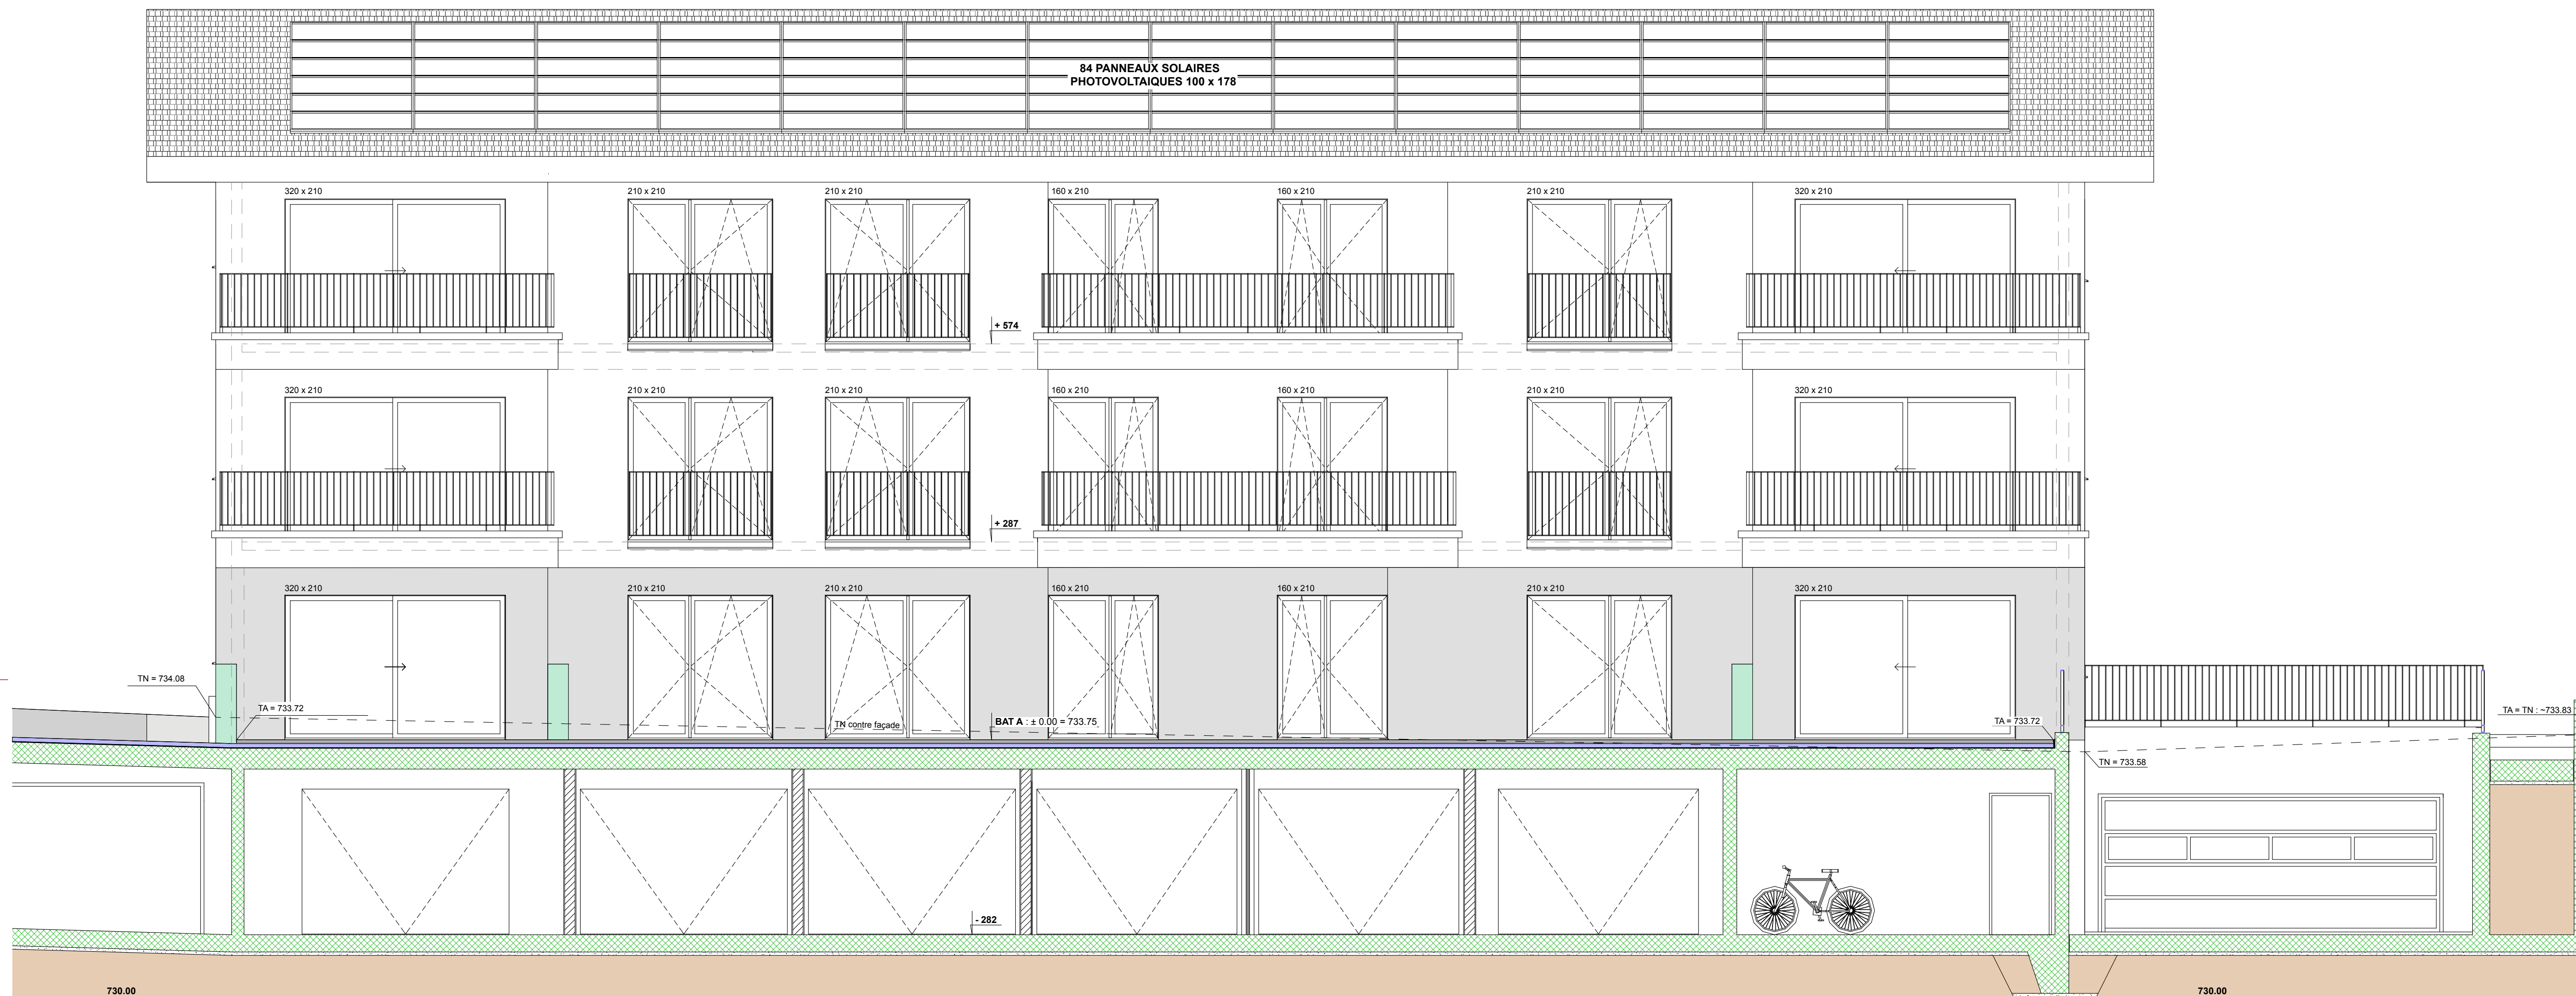 84 PANNEAUX SOLAIRES
PHOTOVOLTAIQUES 100 x 178
320 x 210
210 x 210
210 x 210
160 x 210
160 x 210
210 x 210
320 x 210
+ 574
320 x 210
210 x 210
210 x 210
160 x 210
160 x 210
210 x 210
320 x 210
+ 287
320 x 210
210 x 210
210 x 210
160 x 210
160 x 210
210 x 210
320 x 210
TN = 734.08
TA = 733.72
TN contre façade
BAT A : ± 0.00 = 733.75
TA = 733.72
TA = TN : ~733.83
TN = 733.58
- 282
730.00
730.00